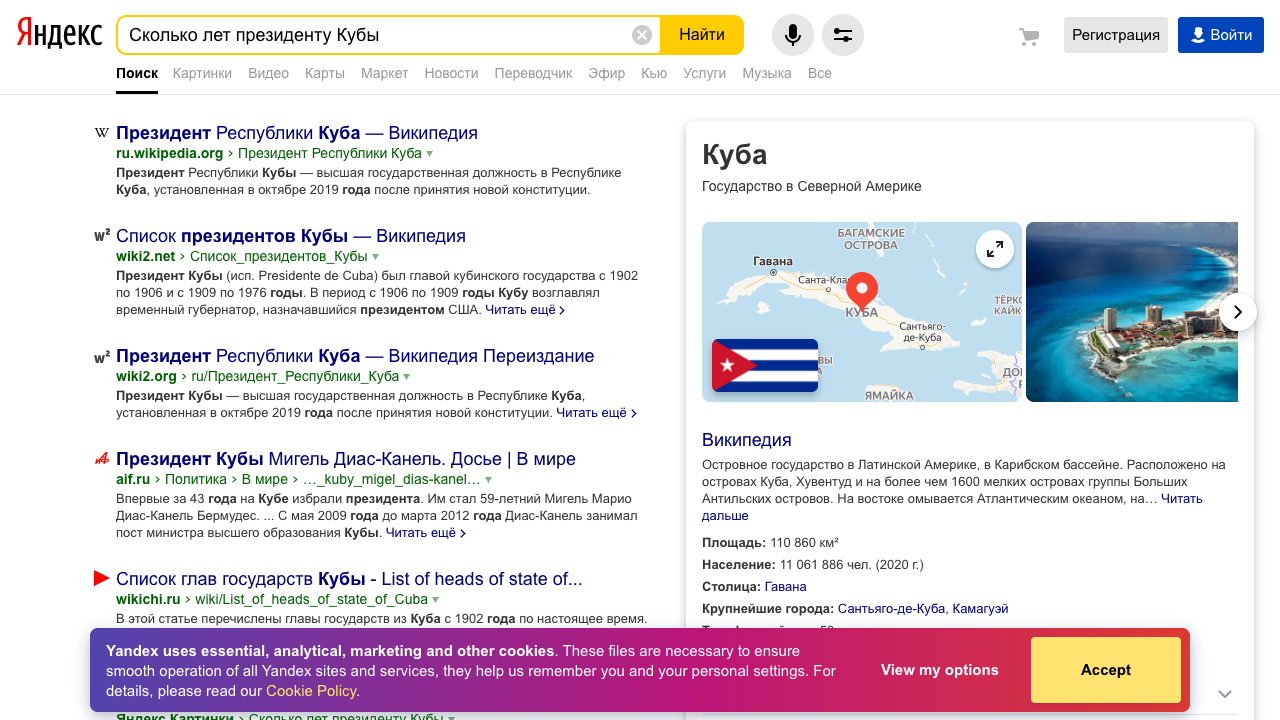 Яндекс
Сколько лет президенту Кубы
Найти
Регистрация
Войти
Поиск Картинки Видео Карты Маркет Новости Переводчик Эфир Кью Услуги Музыка Все
Президент Республики Куба — Википедия
ru.wikipedia.org › Президент Республики Куба
Президент Республики Кубы — высшая государственная должность в Республике
Куба, установленная в октябре 2019 года после принятия новой конституции.
Список президентов Кубы — Википедия
wiki2.net › Список_президентов_Кубы
Президент Кубы (исп. Presidente de Cuba) был главой кубинского государства с 1902
по 1906 и с 1909 по 1976 годы. В период с 1906 по 1909 годы Кубу возглавлял
временный губернатор, назначавшийся президентом США. Читать ещё ›
Президент Республики Куба — Википедия Переиздание
wiki2.org › ru/Президент_Республики_Куба
Президент Кубы — высшая государственная должность в Республике Куба,
установленная в октябре 2019 года после принятия новой конституции. Читать ещё ›
Президент Кубы Мигель Диас-Канель. Досье | В мире
aif.ru › Политика › В мире › …_kuby_migel_dias-kanel…
Впервые за 43 года на Кубе избрали президента. Им стал 59-летний Мигель Марио
Диас-Канель Бермудес. ... С мая 2009 года до марта 2012 года Диас-Канель занимал
пост министра высшего образования Кубы. Читать ещё ›
Список глав государств Кубы - List of heads of state of...
wikichi.ru › wiki/List_of_heads_of_state_of_Cuba
В этой статье перечислены главы государств из Куба с 1902 года по настоящее время.
Яндекс.Картинки › Сколько лет президенту Кубы
Куба
Государство в Северной Америке
БАГАМСКИЕ
ОСТРОВА
Гавана
Санта-Кла
КУБА
ТЁРКС
КАЙКО
Сантьяго-
де-Куба
ВЫ
ДО
ЯМАЙКА
Википедия
Островное государство в Латинской Америке, в Карибском бассейне. Расположено на
островах Куба, Хувентуд и на более чем 1600 мелких островах группы Больших
Антильских островов. На востоке омывается Атлантическим океаном, на… Читать
дальше
Площадь: 110 860 км²
Население: 11 061 886 чел. (2020 г.)
Столица: Гавана
Крупнейшие города: Сантьяго-де-Куба, Камагуэй
Yandex uses essential, analytical, marketing and other cookies. These files are necessary to ensure
smooth operation of all Yandex sites and services, they help us remember you and your personal settings. For
details, please read our Cookie Policy.
View my options
Accept